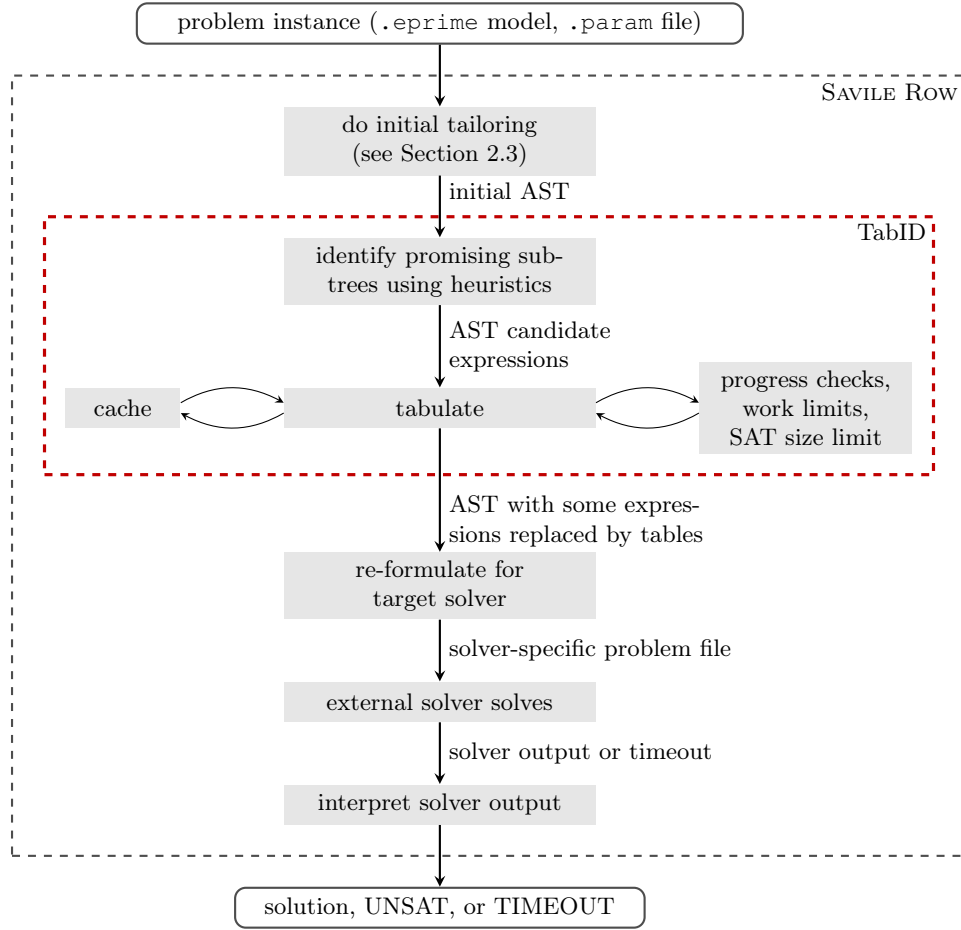 problem instance (.eprime model, .param file)
SAVILE ROW
do initial tailoring
(see Section 2.3)
initial AST
TabID
identify promising sub-
trees using heuristics
AST candidate
expressions
cache
tabulate
progress checks,
work limits,
SAT size limit
AST with some expres-
sions replaced by tables
re-formulate for
target solver
solver-specific problem file
external solver solves
solver output or timeout
interpret solver output
solution, UNSAT, or TIMEOUT